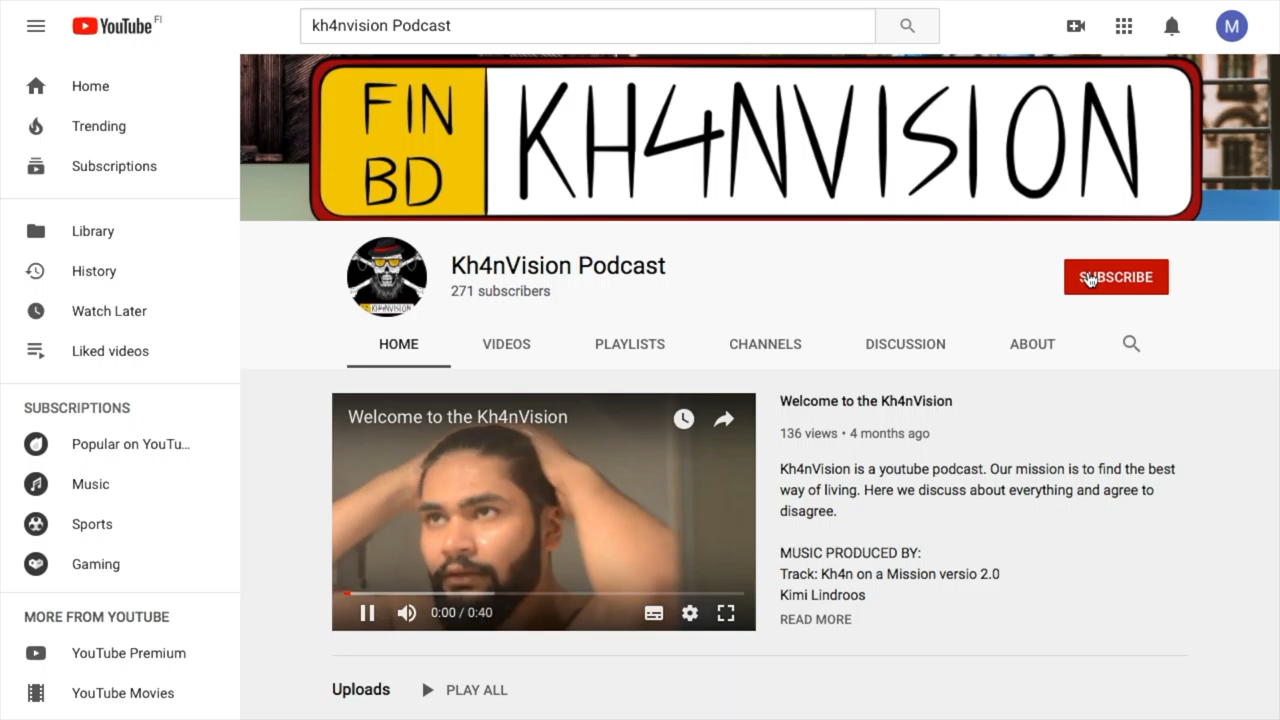 YouTube FI
kh4nvision Podcast
M
Home
Trending
Subscriptions
Library
History
Watch Later
Liked videos
SUBSCRIPTIONS
Popular on YouTu...
Music
Sports
Gaming
MORE FROM YOUTUBE
YouTube Premium
YouTube Movies
FIN
BD
KH4NVISION
KH4NVISION
Kh4nVision Podcast
271 subscribers
SUBSCRIBE
HOME
VIDEOS
PLAYLISTS
CHANNELS
DISCUSSION
ABOUT
Welcome to the Kh4nVision
0:00 / 0:40
Welcome to the Kh4nVision
136 views • 4 months ago
Kh4nVision is a youtube podcast. Our mission is to find the best
way of living. Here we discuss about everything and agree to
disagree.
MUSIC PRODUCED BY:
Track: Kh4n on a Mission versio 2.0
Kimi Lindroos
READ MORE
Uploads
PLAY ALL